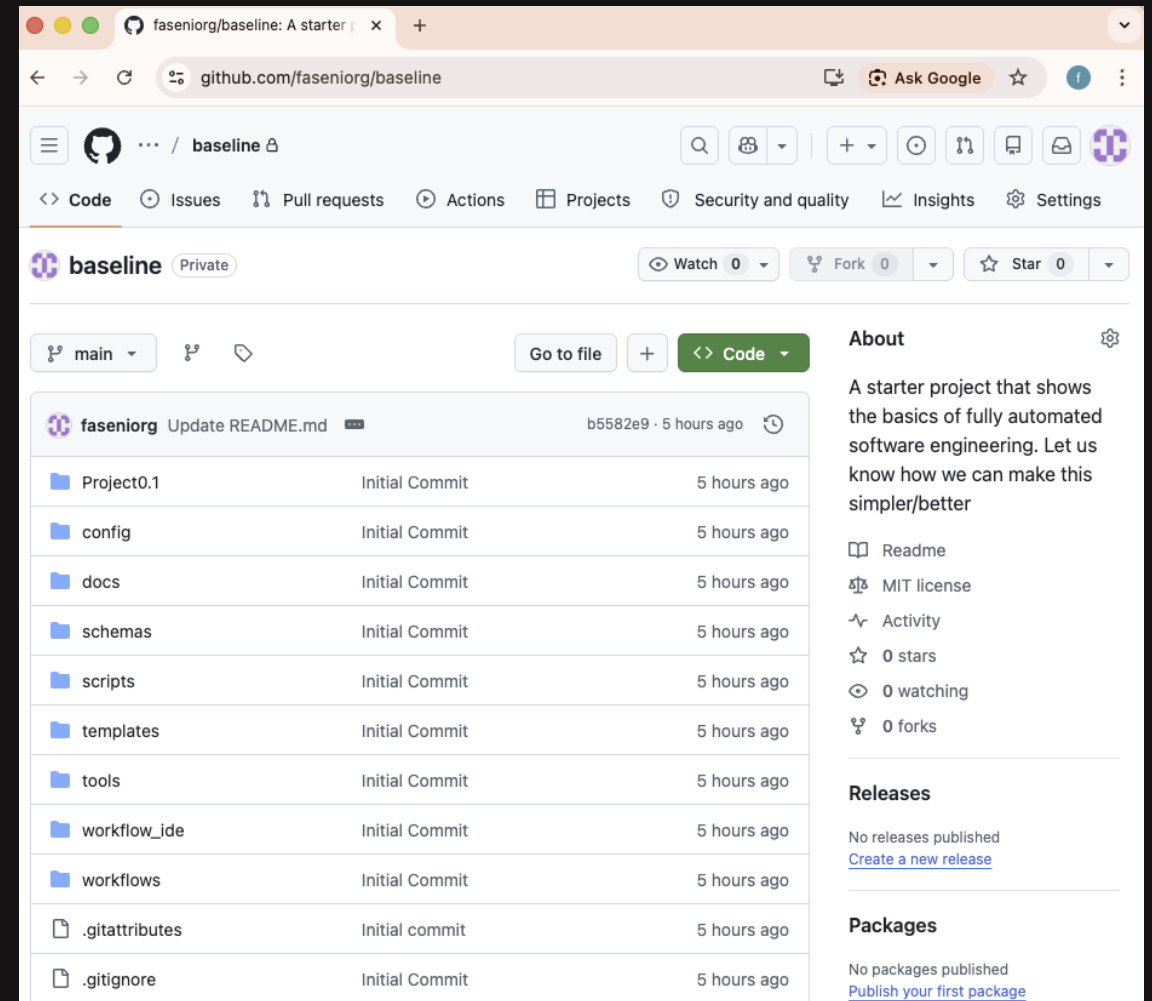 faseniorg/baseline: A starter p
github.com/faseniorg/baseline
Ask Google
f
··· / baseline
Code
Issues
Pull requests
Actions
Projects
Security and quality
Insights
Settings
baseline Private
Watch 0
Fork 0
Star 0
main
Go to file
Code
faseniorg Update README.md
b5582e9 · 5 hours ago
Project0.1 Initial Commit 5 hours ago
config Initial Commit 5 hours ago
docs Initial Commit 5 hours ago
schemas Initial Commit 5 hours ago
scripts Initial Commit 5 hours ago
templates Initial Commit 5 hours ago
tools Initial Commit 5 hours ago
workflow_ide Initial Commit 5 hours ago
workflows Initial Commit 5 hours ago
.gitattributes Initial commit 5 hours ago
.gitignore Initial Commit 5 hours ago
About
A starter project that shows
the basics of fully automated
software engineering. Let us
know how we can make this
simpler/better
Readme
MIT license
Activity
0 stars
0 watching
0 forks
Releases
No releases published
Create a new release
Packages
No packages published
Publish your first package